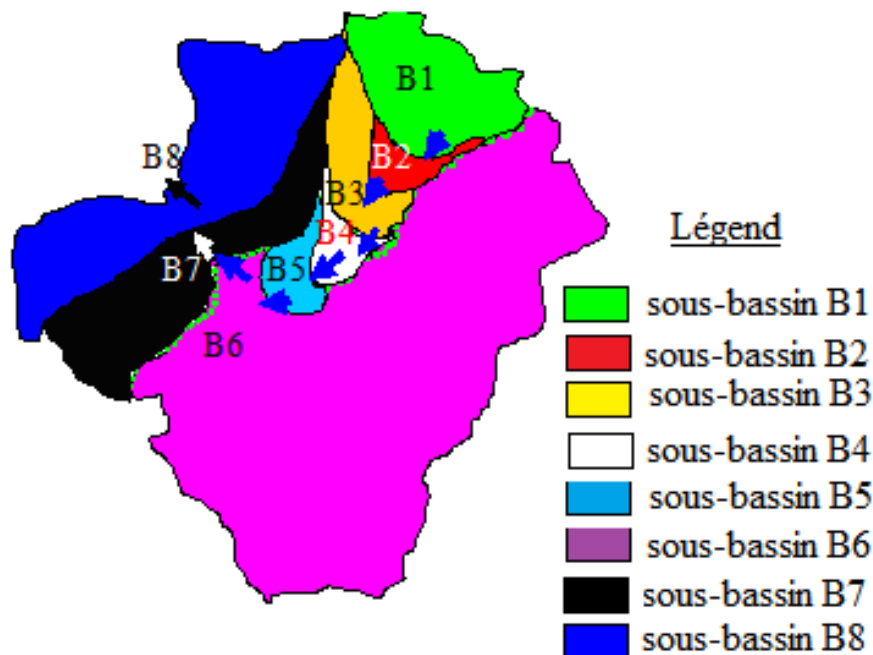 B1
B2
B8
B3
B4
B7
B5
B6
Légend
sous-bassin B1
sous-bassin B2
sous-bassin B3
sous-bassin B4
sous-bassin B5
sous-bassin B6
sous-bassin B7
sous-bassin B8